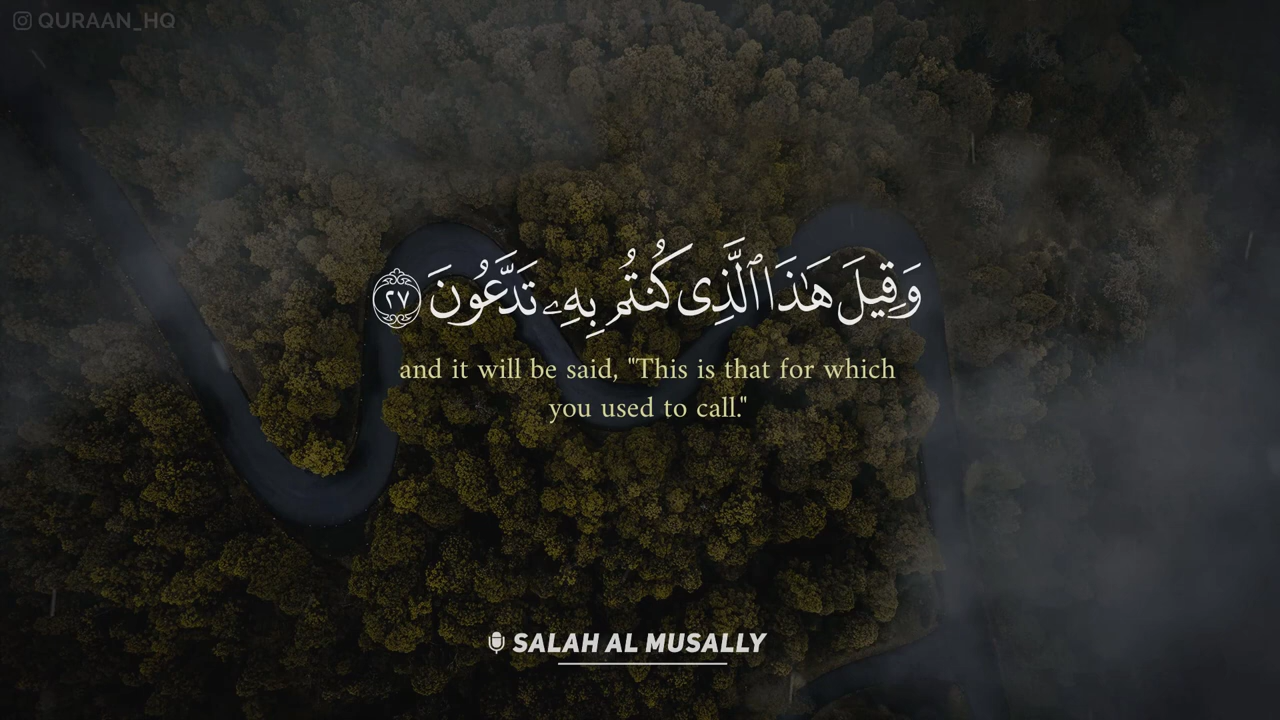 QURAAN_HQ
وَقِيلَ هَـٰذَا ٱلَّذِى كُنتُم بِهِۦ تَدَّعُونَ ٢٧
and it will be said, "This is that for which
you used to call."
SALAH AL MUSALLY